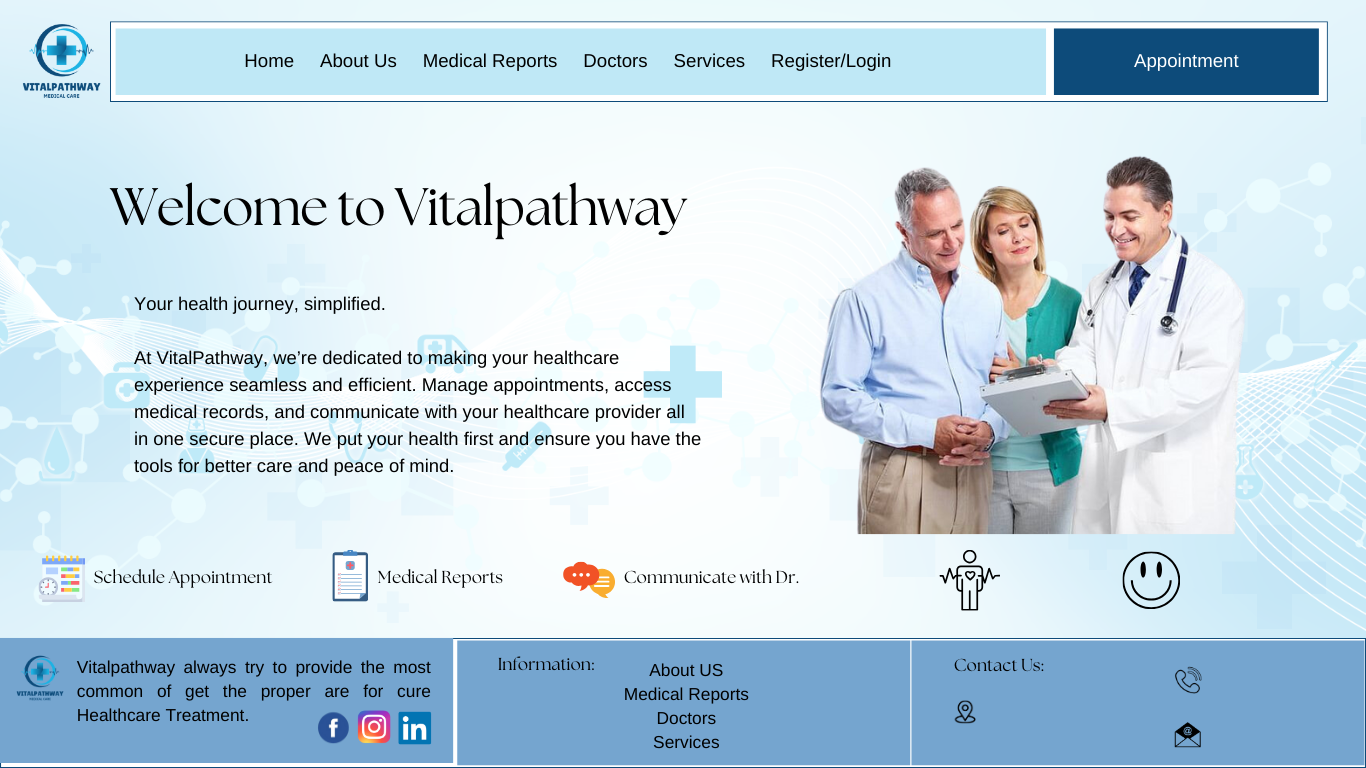 VITALPATHWAY
MEDICAL CARE
Home About Us Medical Reports Doctors Services Register/Login
Appointment
Welcome to Vitalpathway
Your health journey, simplified.
At VitalPathway, we’re dedicated to making your healthcare
experience seamless and efficient. Manage appointments, access
medical records, and communicate with your healthcare provider all
in one secure place. We put your health first and ensure you have the
tools for better care and peace of mind.
Schedule Appointment
Medical Reports
Communicate with Dr.
VITALPATHWAY
MEDICAL CARE
Vitalpathway always try to provide the most
common of get the proper are for cure
Healthcare Treatment.
Information:
About US
Medical Reports
Doctors
Services
Contact Us: